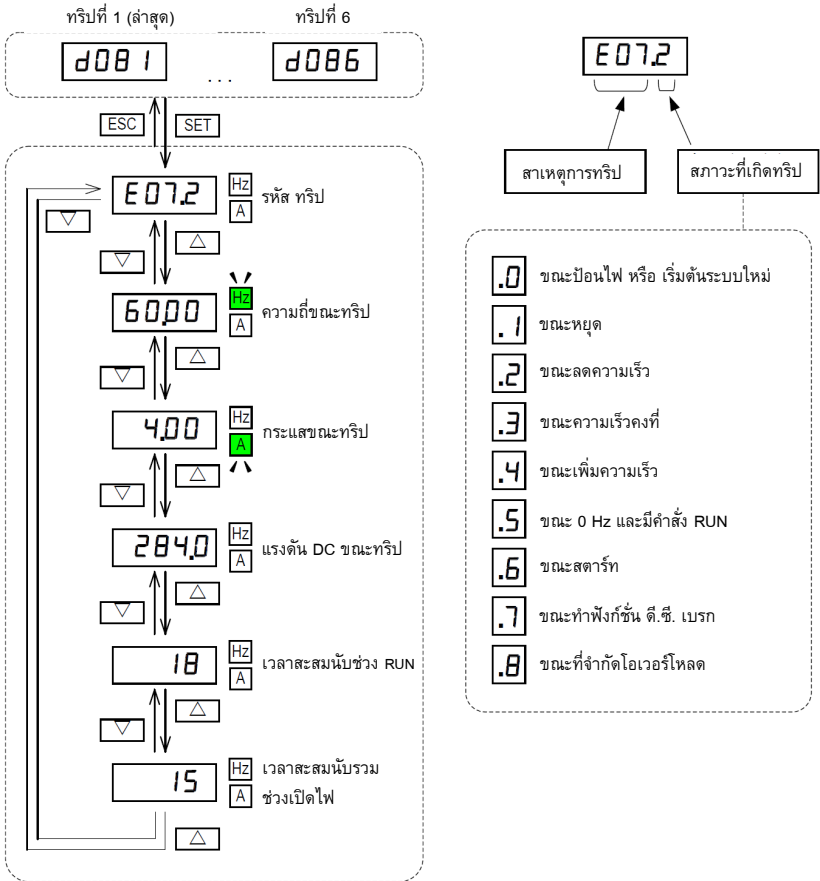 ทริปที่ 1 (ล่าสุด)
ทริปที่ 6
d081
...
d086
ESC
SET
E07.2
Hz
A
รหัส ทริป
60.00
Hz
A
ความถี่ขณะทริป
4.00
Hz
A
กระแสขณะทริป
284.0
Hz
A
แรงดัน DC ขณะทริป
18
Hz
A
เวลาสะสมนับช่วง RUN
15
Hz
A
เวลาสะสมนับรวม
ช่วงเปิดไฟ
E07.2
สาเหตุการทริป
สภาวะที่เกิดทริป
.0 ขณะป้อนไฟ หรือ เริ่มต้นระบบใหม่
.1 ขณะหยุด
.2 ขณะลดความเร็ว
.3 ขณะความเร็วคงที่
.4 ขณะเพิ่มความเร็ว
.5 ขณะ 0 Hz และมีคำสั่ง RUN
.6 ขณะสตาร์ท
.7 ขณะทำฟังก์ชั่น ดี.ซี. เบรก
.8 ขณะที่จำกัดโอเวอร์โหลด